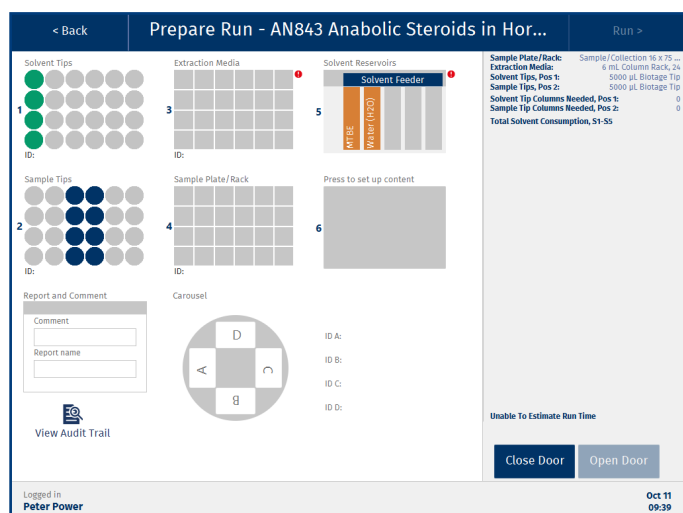 < Back
Prepare Run - AN843 Anabolic Steroids in Hor...
Run >
Solvent Tips
1
ID:
Extraction Media
3
ID:
Solvent Reservoirs
Solvent Feeder
5
MTBE
Water (H2O)
Sample Tips
2
ID:
Sample Plate/Rack
4
ID:
Press to set up content
6
Report and Comment
Comment
Report name
View Audit Trail
Carousel
D
A
C
B
ID A:
ID B:
ID C:
ID D:
Sample Plate/Rack: Sample/Collection 16 x 75 ...
Extraction Media: 6 mL Column Rack, 24
Solvent Tips, Pos 1: 5000 µL Biotage Tip
Sample Tips, Pos 2: 5000 µL Biotage Tip
Solvent Tip Columns Needed, Pos 1: 0
Sample Tip Columns Needed, Pos 2: 0
Total Solvent Consumption, S1-S5
Unable To Estimate Run Time
Close Door
Open Door
Logged in
Peter Power
Oct 11
09:39